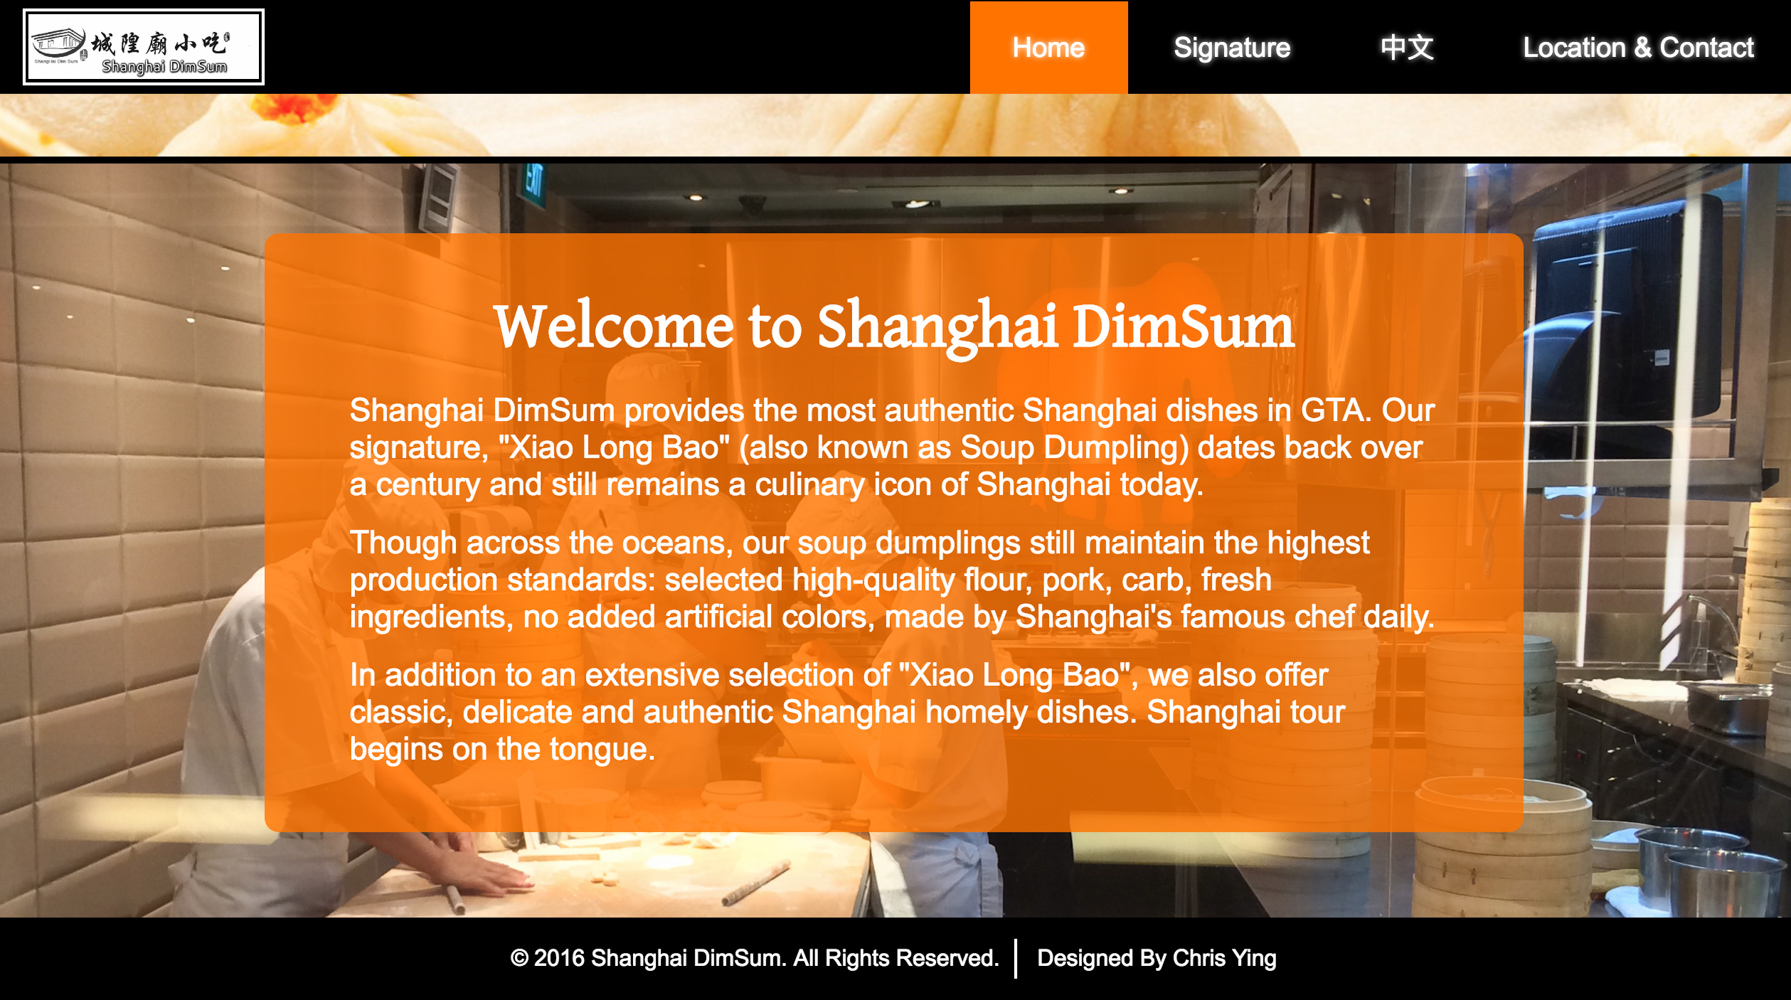 城隍廟小吃
Shanghai DimSum
Home
Signature
中文
Location & Contact
EXIT
Welcome to Shanghai DimSum
Shanghai DimSum provides the most authentic Shanghai dishes in GTA. Our
signature, "Xiao Long Bao" (also known as Soup Dumpling) dates back over
a century and still remains a culinary icon of Shanghai today.
Though across the oceans, our soup dumplings still maintain the highest
production standards: selected high-quality flour, pork, carb, fresh
ingredients, no added artificial colors, made by Shanghai's famous chef daily.
In addition to an extensive selection of "Xiao Long Bao", we also offer
classic, delicate and authentic Shanghai homely dishes. Shanghai tour
begins on the tongue.
© 2016 Shanghai DimSum. All Rights Reserved.
Designed By Chris Ying